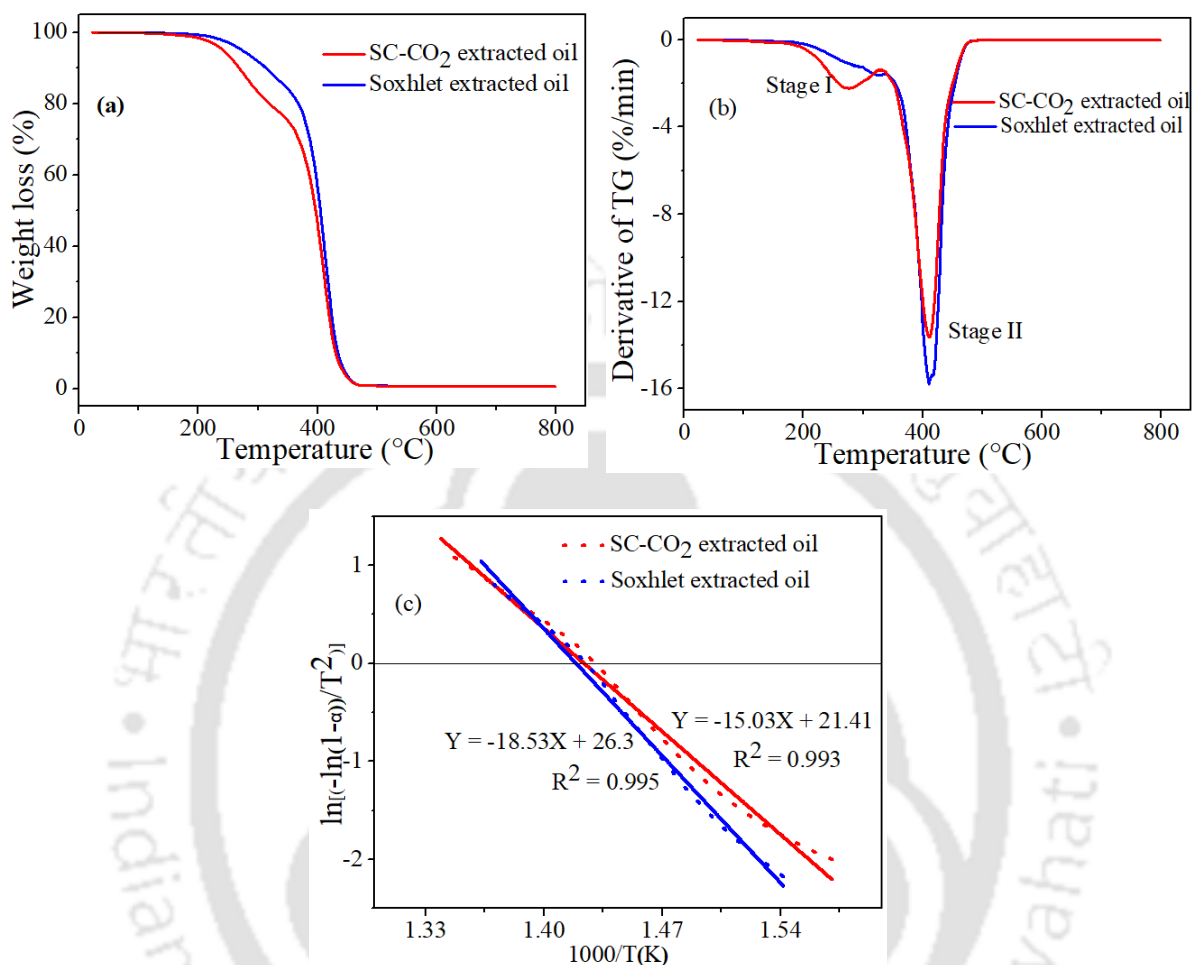 100
80
60
40
20
0
Weight loss (%)
(a)
SC-CO2 extracted oil
Soxhlet extracted oil
0
200
400
600
800
Temperature (°C)
0
-4
-8
-12
-16
Derivative of TG (%/min)
(b)
Stage I
SC-CO2 extracted oil
Soxhlet extracted oil
Stage II
0
200
400
600
800
Temperature (°C)
1
0
-1
-2
ln[(-ln(1-α))/T2)]
(c)
SC-CO2 extracted oil
Soxhlet extracted oil
Y = -15.03X + 21.41
R2 = 0.993
Y = -18.53X + 26.3
R2 = 0.995
1.33
1.40
1.47
1.54
1000/T(K)
Indian